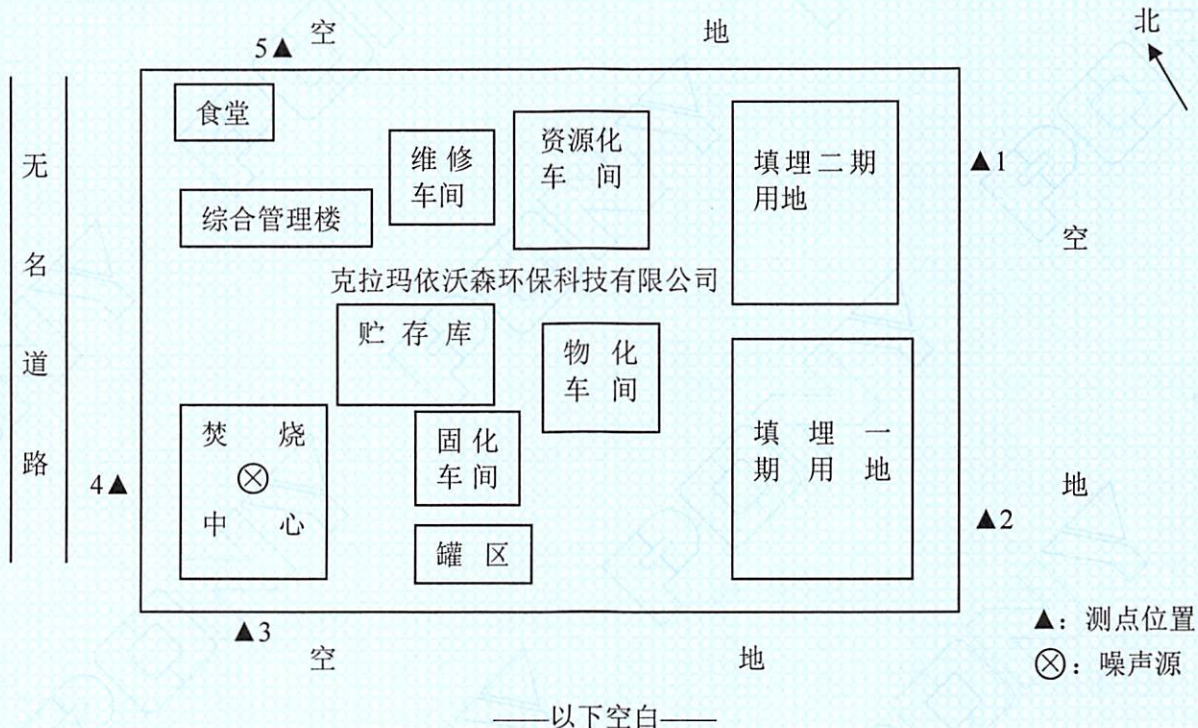 北
空 地
5▲
食堂
维修
车间
资源化
车间
填埋二期
用地
▲1
无名道路
综合管理楼
空
克拉玛依沃森环保科技有限公司
贮存库
物化
车间
焚烧
中心
固化
车间
填埋一
期用地
4▲
地
▲2
罐区
▲3
空 地
▲：测点位置
⊗：噪声源
——以下空白——